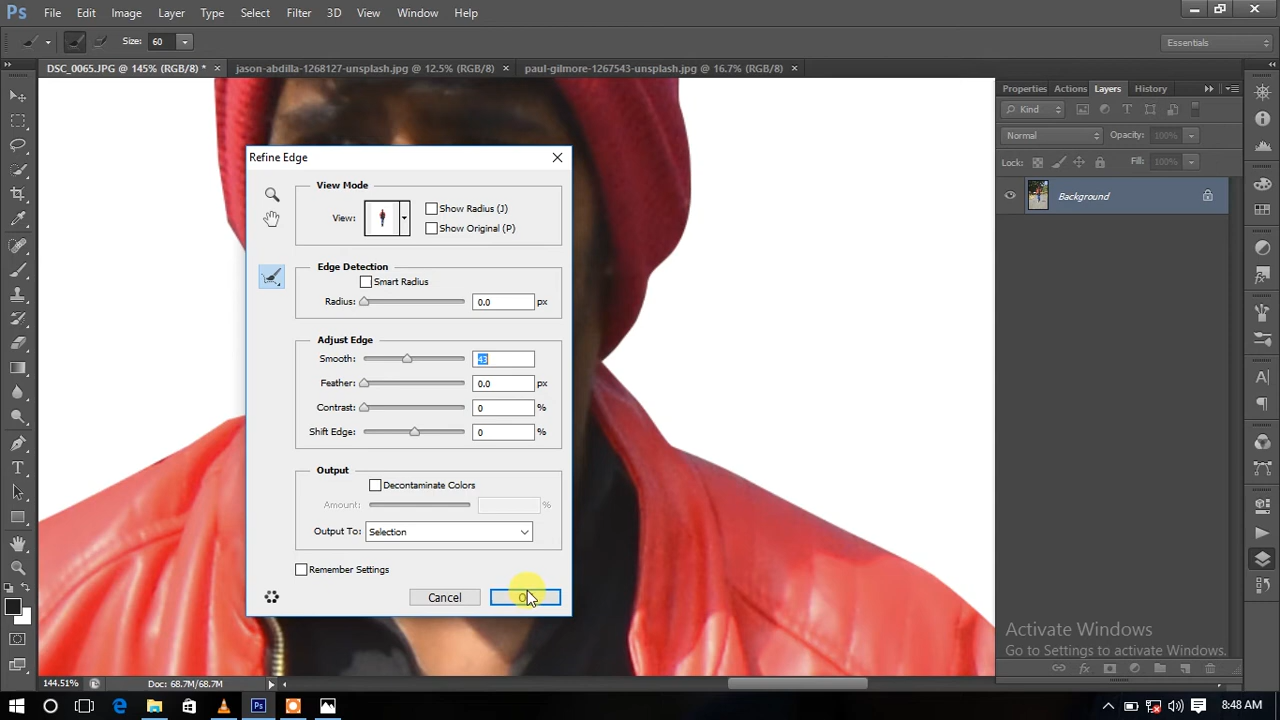 Ps File Edit Image Layer Type Select Filter 3D View Window Help
Size: 60 Essentials
DSC_0065.JPG @ 145% (RGB/8) * × jason-abdilla-1268127-unsplash.jpg @ 12.5% (RGB/8) × paul-gilmore-1267543-unsplash.jpg @ 16.7% (RGB/8) ×
Properties Actions Layers History
Kind
Normal Opacity: 100%
Lock: Fill: 100%
Background
Refine Edge
View Mode
View: Show Radius (J)
Show Original (P)
Edge Detection
Smart Radius
Radius: 0.0 px
Adjust Edge
Smooth: 43
Feather: 0.0 px
Contrast: 0 %
Shift Edge: 0 %
Output
Decontaminate Colors
Amount: %
Output To: Selection
Remember Settings
Cancel
Activate Windows
Go to Settings to activate Windows.
144.51% Doc: 68.7M/68.7M
8:48 AM